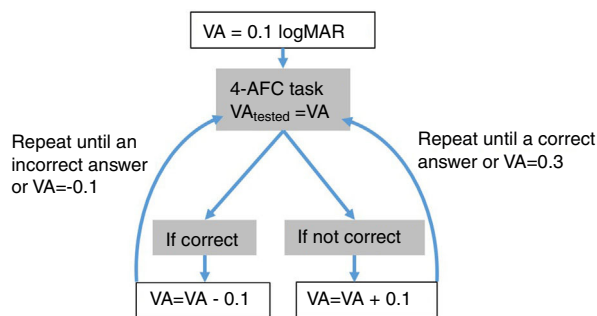 VA = 0.1 logMAR
4-AFC task
VAtested =VA
Repeat until an
incorrect answer
or VA=-0.1
Repeat until a correct
answer or VA=0.3
If correct
If not correct
VA=VA - 0.1
VA=VA + 0.1